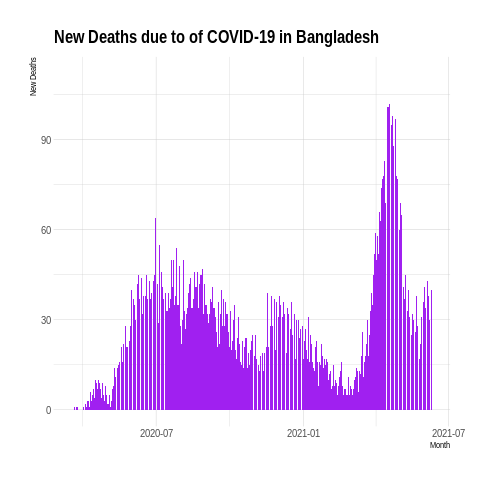 New Deaths due to of COVID-19 in Bangladesh
New Deaths
90
60
30
0
2020-07
2021-01
2021-07
Month